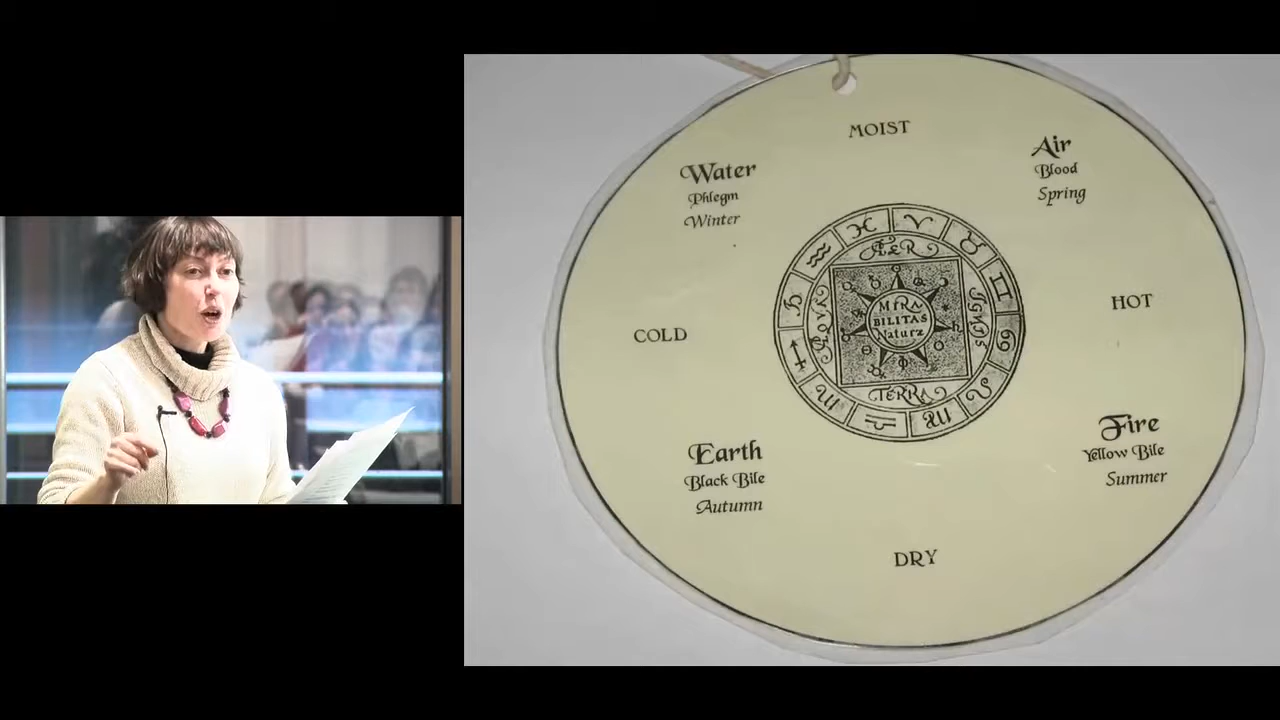 MOIST
Water
Phlegm
Winter
Air
Blood
Spring
COLD
HOT
AER
IGNIS
MIRA
BILITAS
Naturæ
TERRA
Earth
Black Bile
Autumn
Fire
Yellow Bile
Summer
DRY